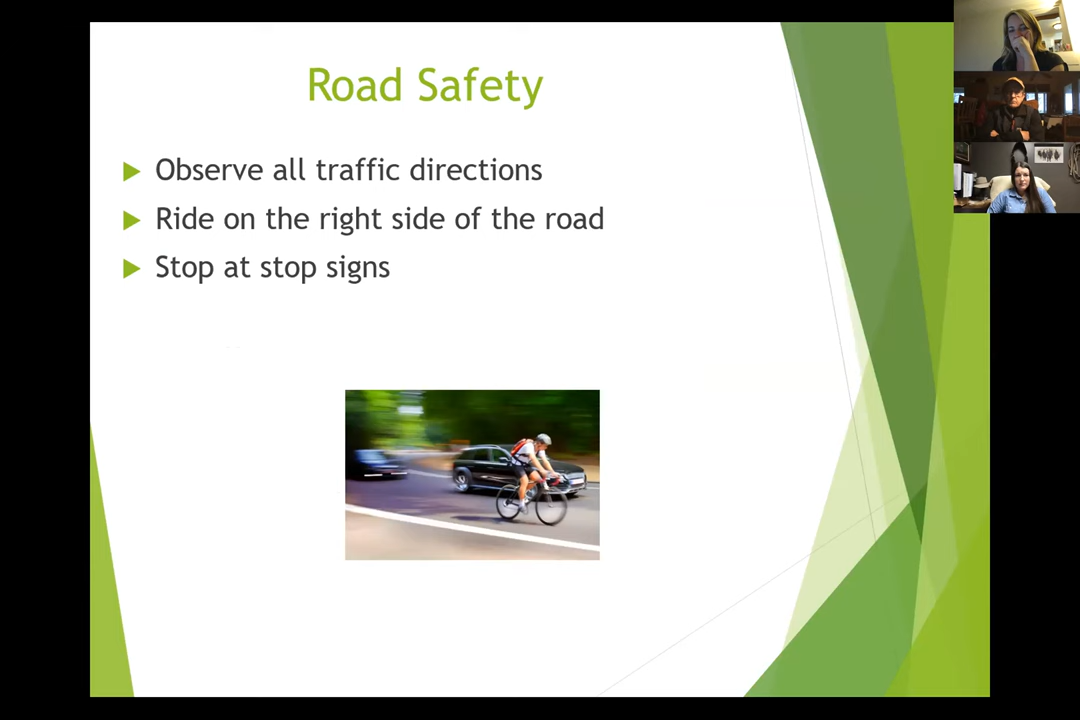 Road Safety
Observe all traffic directions
Ride on the right side of the road
Stop at stop signs